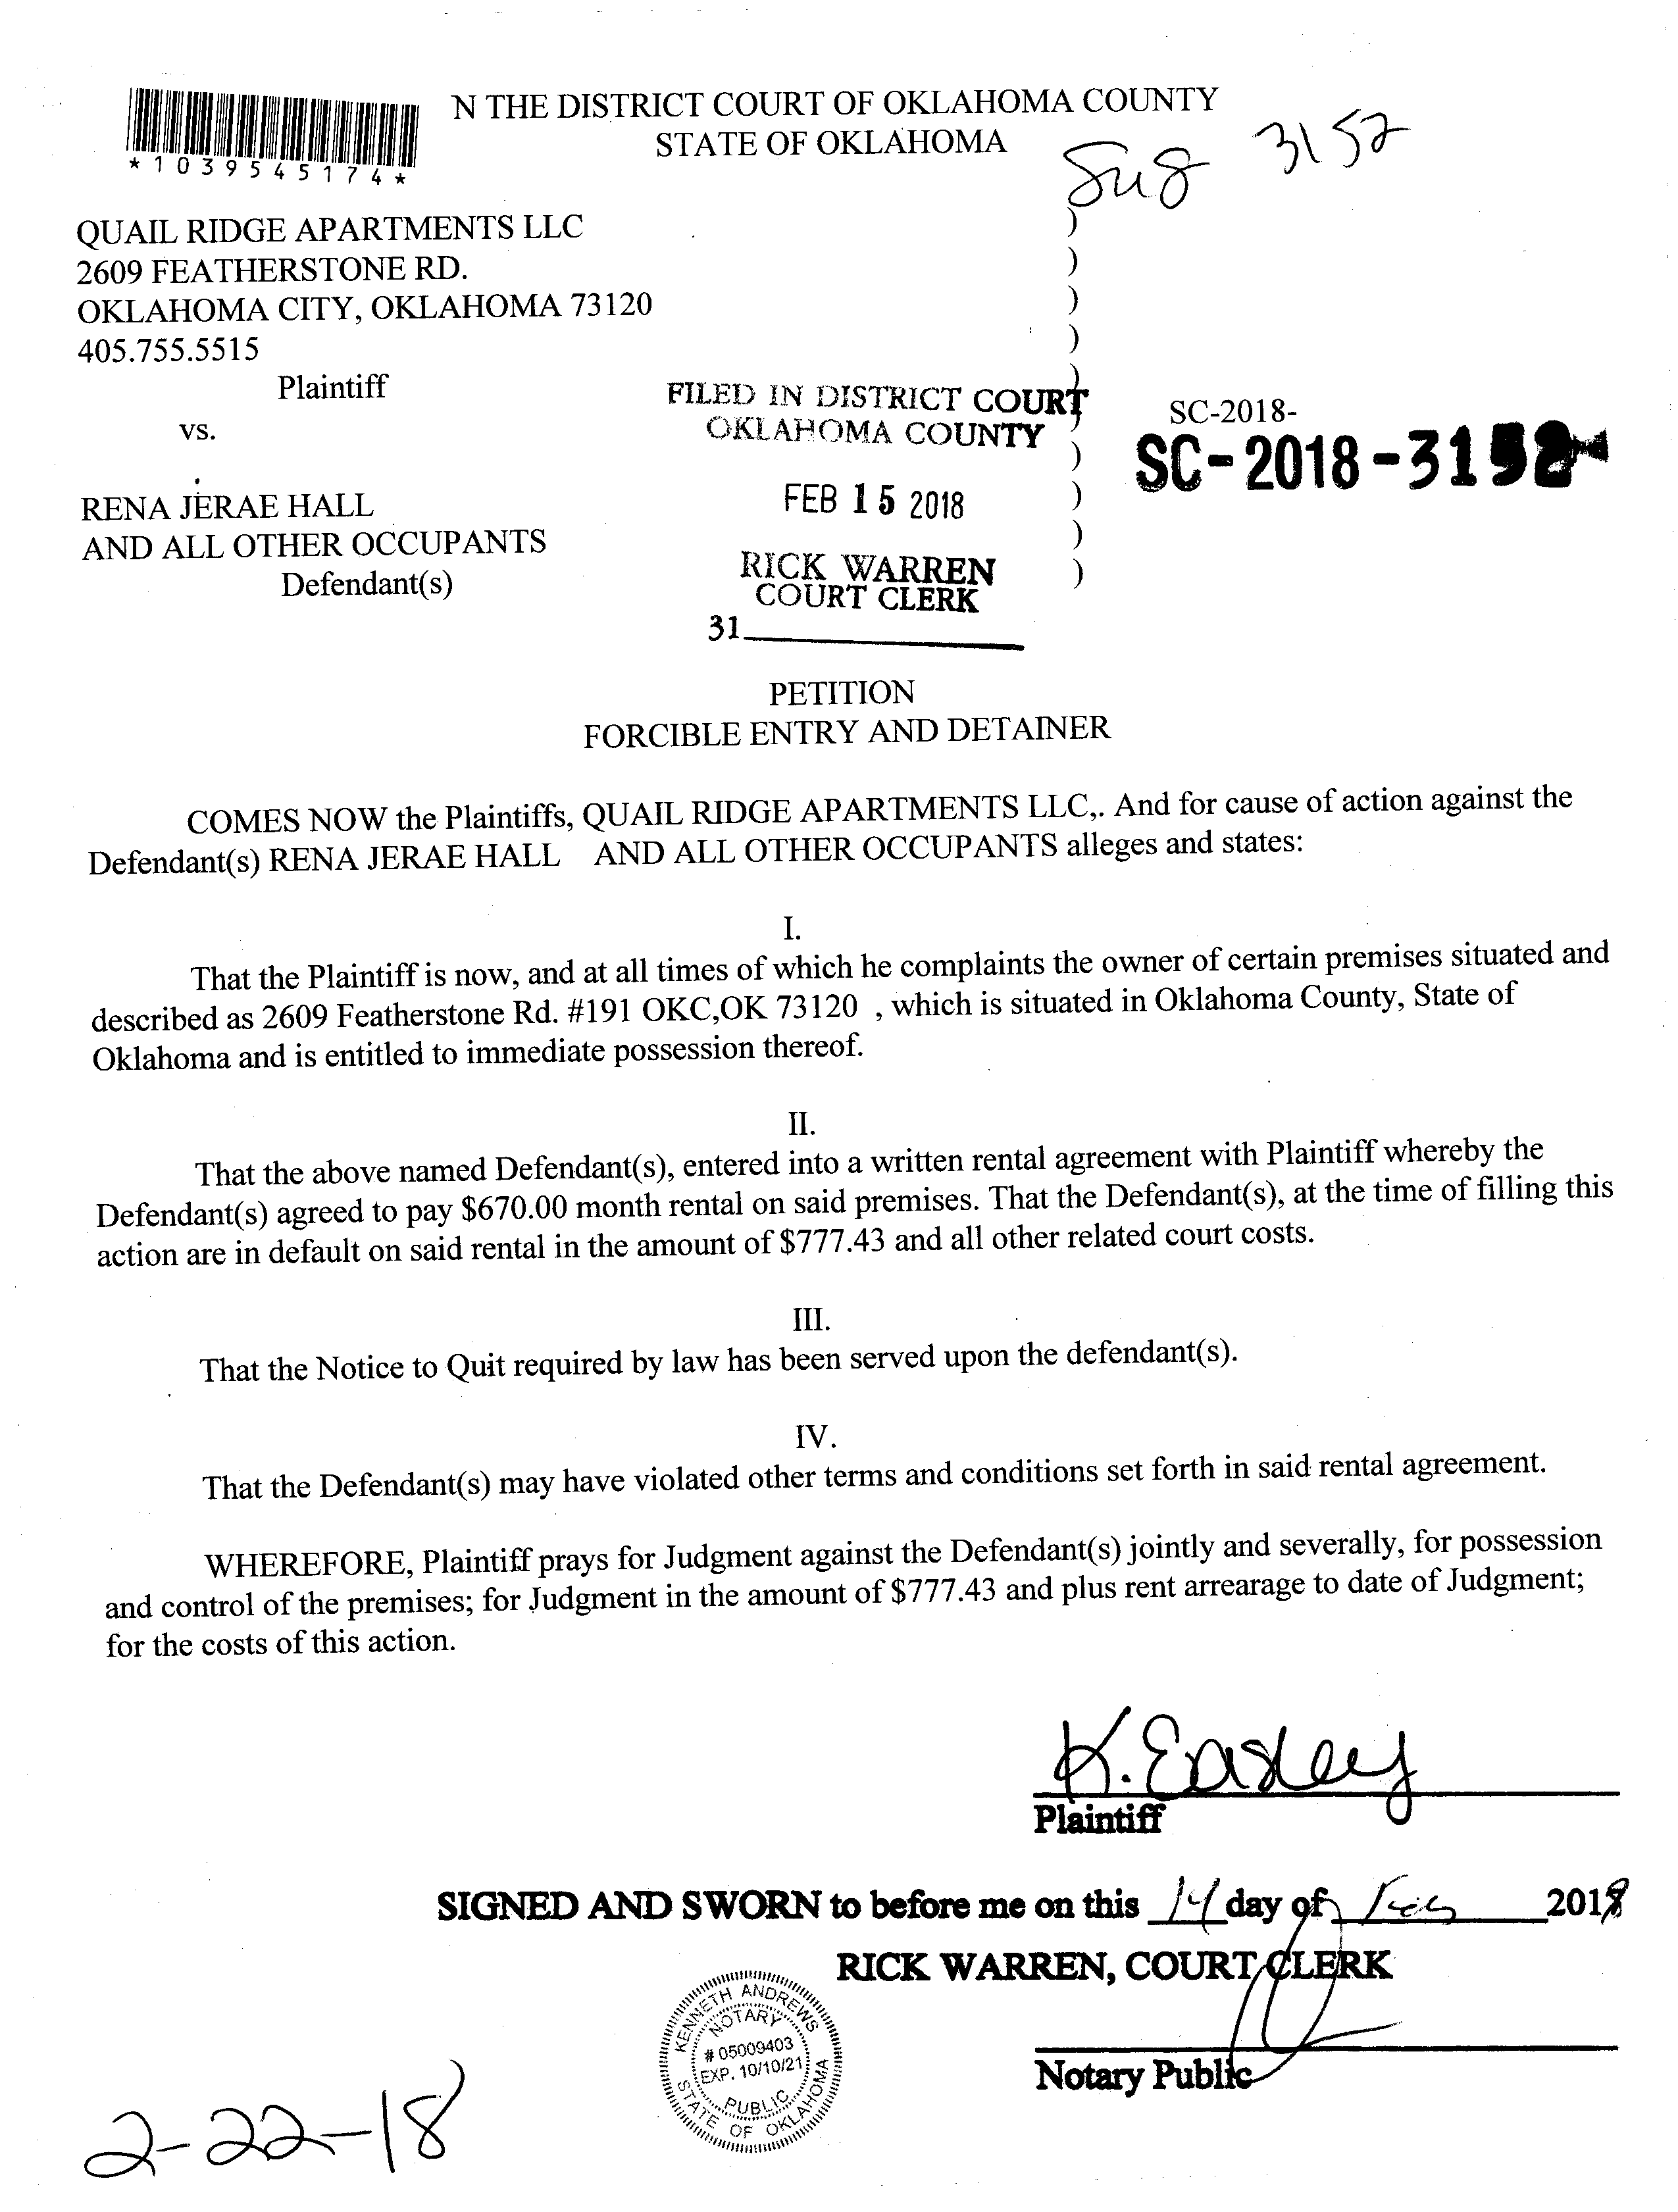 N THE DISTRICT COURT OF OKLAHOMA COUNTY
STATE OF OKLAHOMA
3152
*1039545174*
QUAIL RIDGE APARTMENTS LLC )
2609 FEATHERSTONE RD. )
OKLAHOMA CITY, OKLAHOMA 73120 )
405.755.5515 )
Plaintiff )
FILED IN DISTRICT COURT
SC-2018-
vs.
OKLAHOMA COUNTY )
SC-2018-3152
RENA JERAE HALL
FEB 15 2018 )
AND ALL OTHER OCCUPANTS )
Defendant(s)
RICK WARREN )
COURT CLERK
31
PETITION
FORCIBLE ENTRY AND DETAINER
COMES NOW the Plaintiffs, QUAIL RIDGE APARTMENTS LLC,. And for cause of action against the
Defendant(s) RENA JERAE HALL AND ALL OTHER OCCUPANTS alleges and states:
I.
That the Plaintiff is now, and at all times of which he complaints the owner of certain premises situated and
described as 2609 Featherstone Rd. #191 OKC,OK 73120 , which is situated in Oklahoma County, State of
Oklahoma and is entitled to immediate possession thereof.
II.
That the above named Defendant(s), entered into a written rental agreement with Plaintiff whereby the
Defendant(s) agreed to pay $670.00 month rental on said premises. That the Defendant(s), at the time of filling this
action are in default on said rental in the amount of $777.43 and all other related court costs.
III.
That the Notice to Quit required by law has been served upon the defendant(s).
IV.
That the Defendant(s) may have violated other terms and conditions set forth in said rental agreement.
WHEREFORE, Plaintiff prays for Judgment against the Defendant(s) jointly and severally, for possession
and control of the premises; for Judgment in the amount of $777.43 and plus rent arrearage to date of Judgment;
for the costs of this action.
K. Easley
Plaintiff
SIGNED AND SWORN to before me on this 14 day of Feb 2018
RICK WARREN, COURT CLERK
KENNETH ANDREWS
NOTARY
# 05009403
EXP. 10/10/21
PUBLIC
STATE OF OKLAHOMA
Notary Public
2-22-18